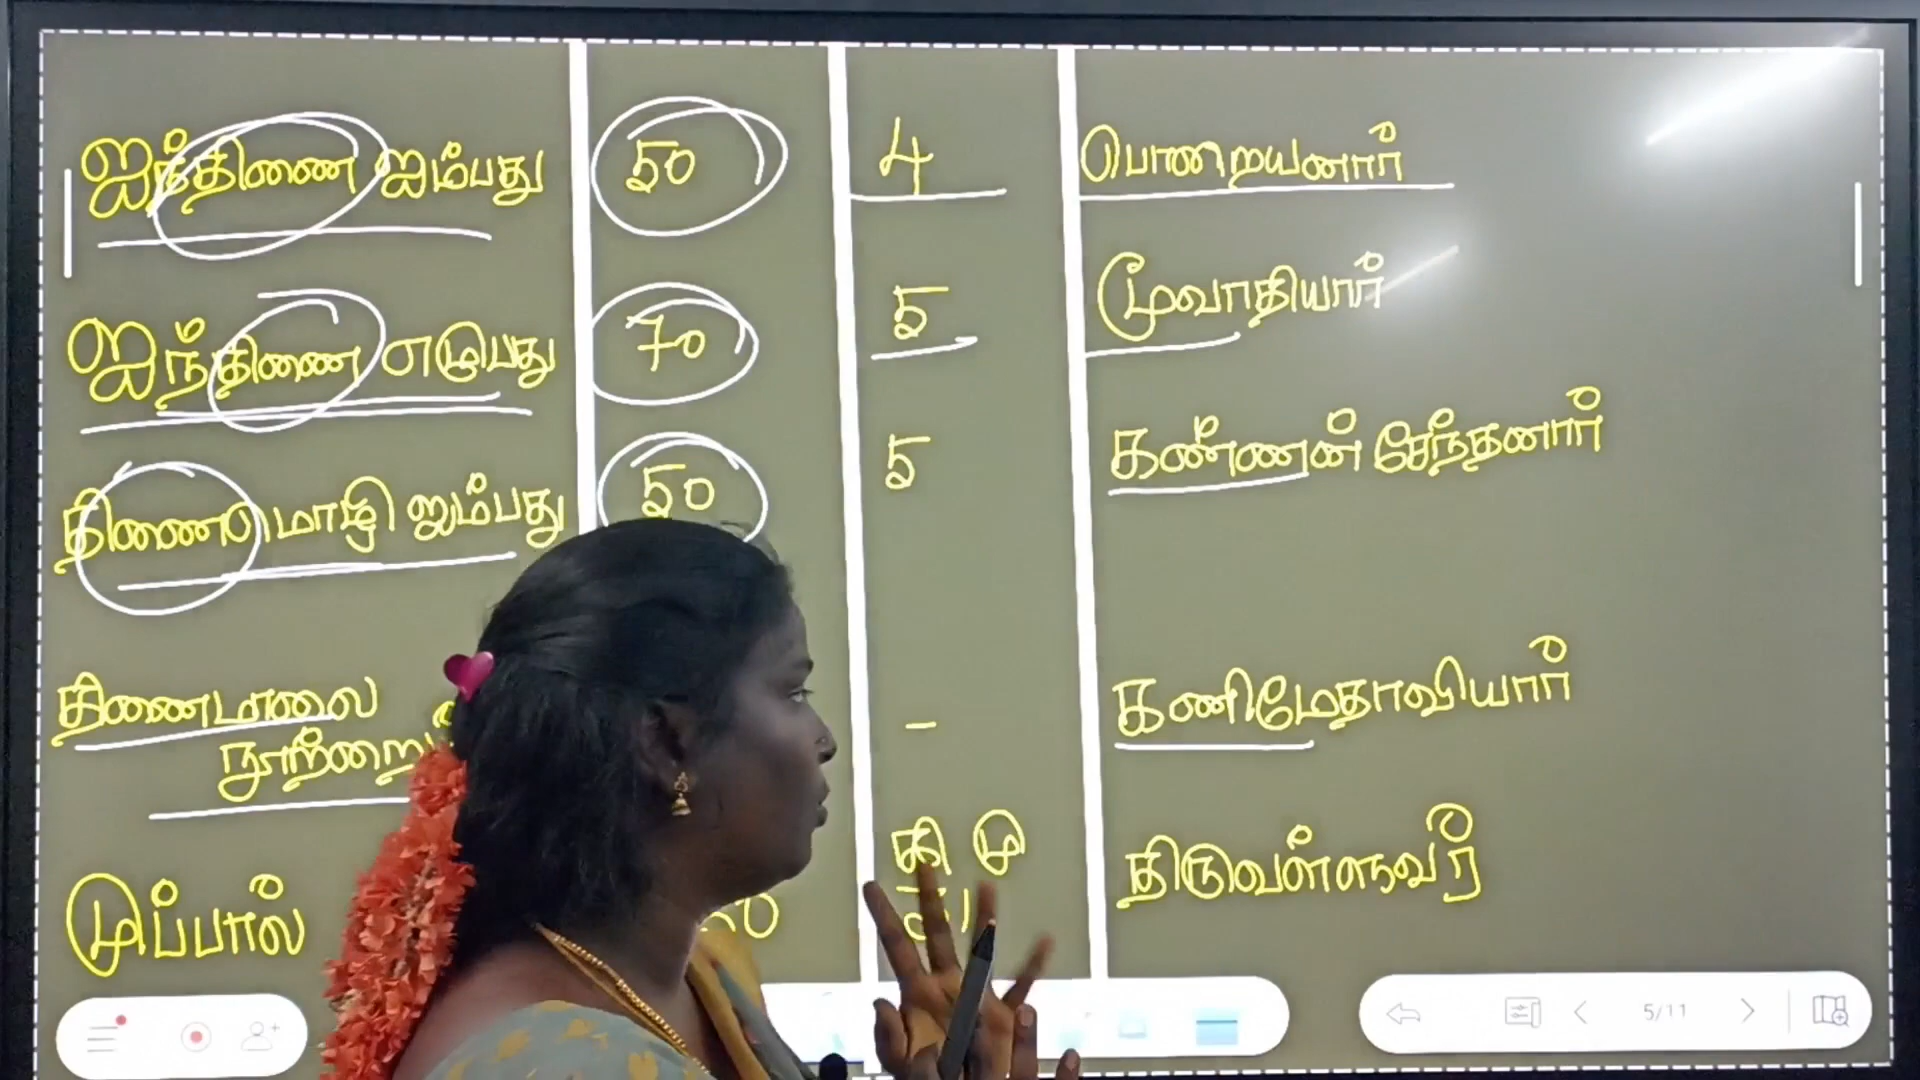 ஐந்திணை ஐம்பது 50 4 பொறையனார்
ஐந்திணை எழுபது 70 5 மூவாதியார்
திணைமொழி ஐம்பது 50 5 கண்ணன் சேந்தனார்
திணைமாலை - கணிமேதாவியார்
முப்பால் திருவள்ளுவர்
5/11